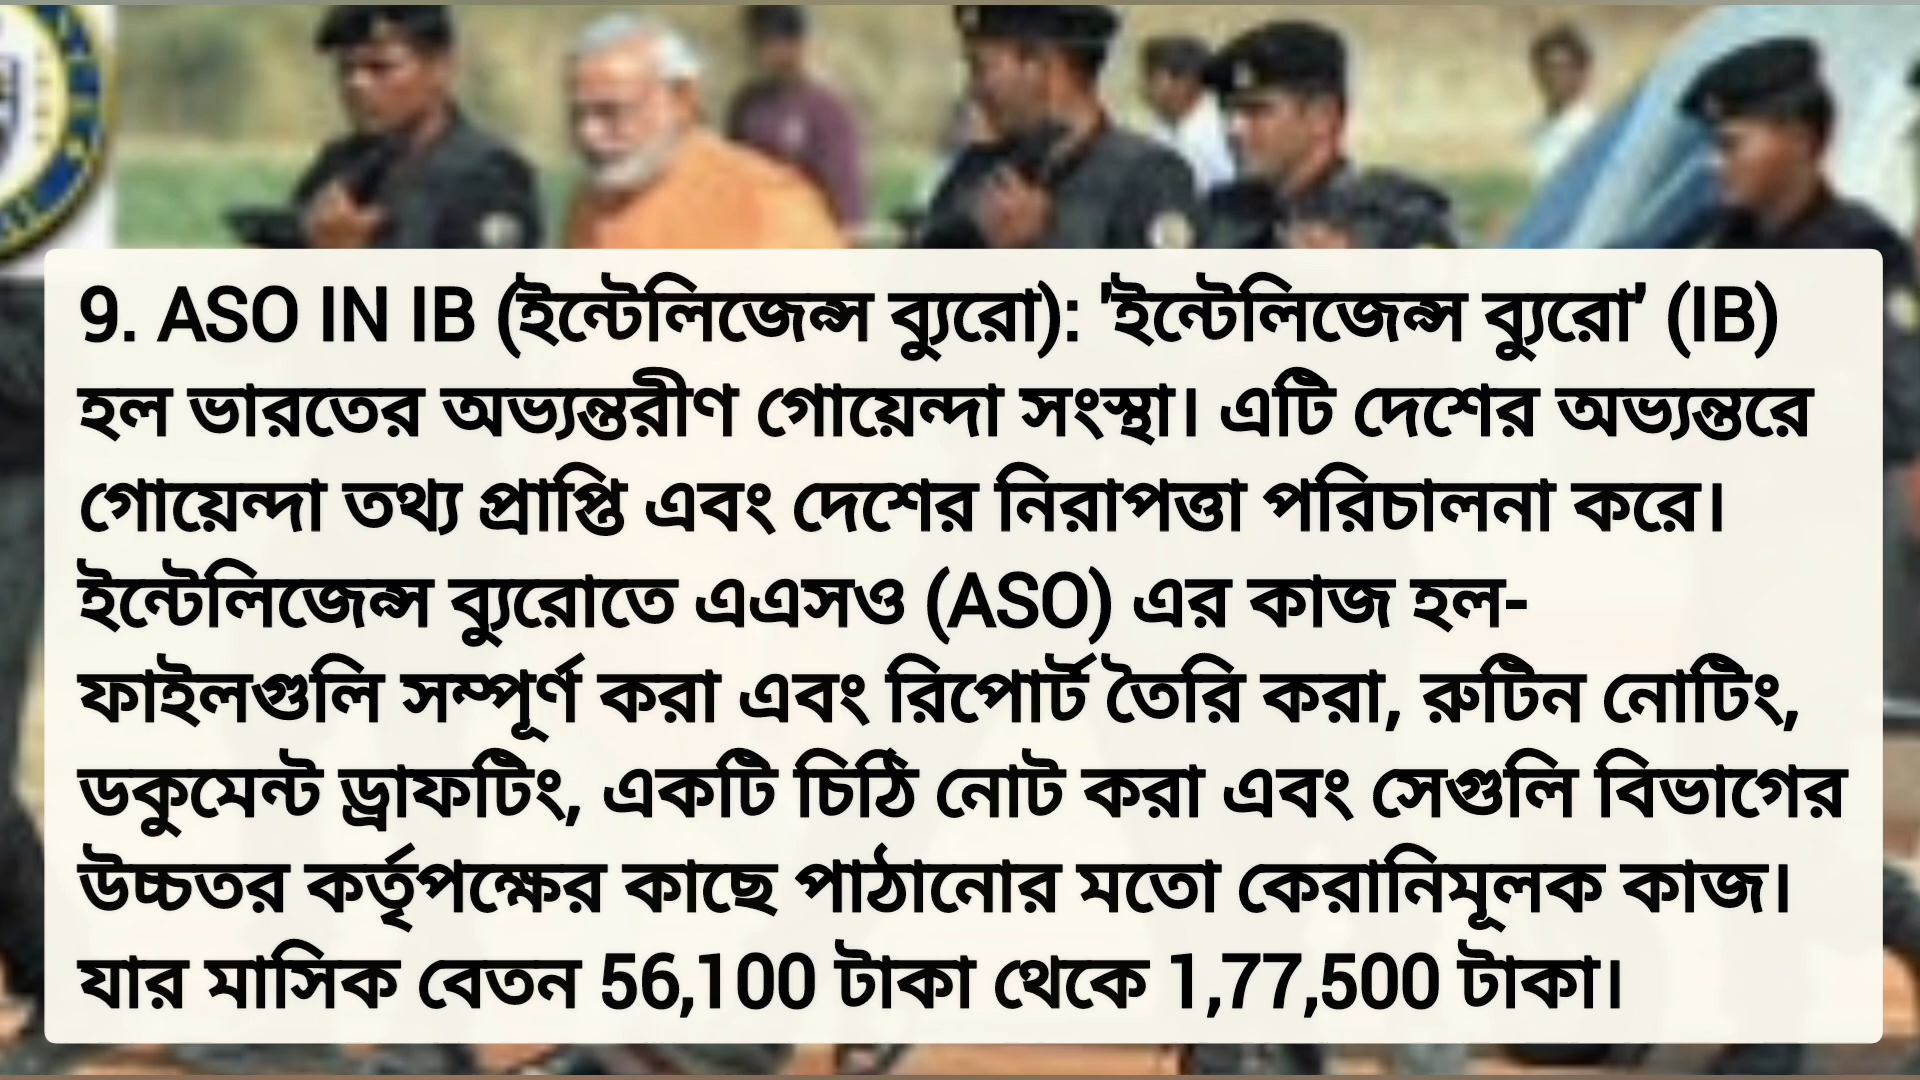 9. ASO IN IB (ইন্টেলিজেন্স ব্যুরো): 'ইন্টেলিজেন্স ব্যুরো' (IB)
হল ভারতের অভ্যন্তরীণ গোয়েন্দা সংস্থা। এটি দেশের অভ্যন্তরে
গোয়েন্দা তথ্য প্রাপ্তি এবং দেশের নিরাপত্তা পরিচালনা করে।
ইন্টেলিজেন্স ব্যুরোতে এএসও (ASO) এর কাজ হল-
ফাইলগুলি সম্পূর্ণ করা এবং রিপোর্ট তৈরি করা, রুটিন নোটিং,
ডকুমেন্ট ড্রাফটিং, একটি চিঠি নোট করা এবং সেগুলি বিভাগের
উচ্চতর কর্তৃপক্ষের কাছে পাঠানোর মতো কেরানিমূলক কাজ।
যার মাসিক বেতন 56,100 টাকা থেকে 1,77,500 টাকা।